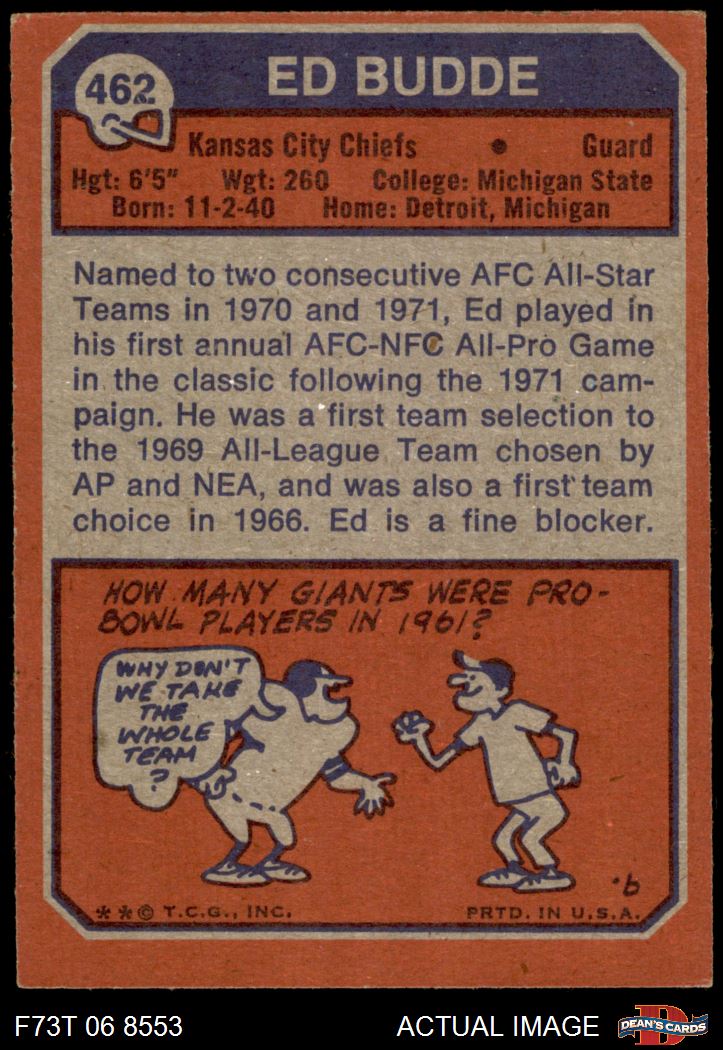 462
ED BUDDE
Kansas City Chiefs • Guard
Hgt: 6'5" Wgt: 260 College: Michigan State
Born: 11-2-40 Home: Detroit, Michigan
Named to two consecutive AFC All-Star
Teams in 1970 and 1971, Ed played in
his first annual AFC-NFC All-Pro Game
in the classic following the 1971 cam-
paign. He was a first team selection to
the 1969 All-League Team chosen by
AP and NEA, and was also a first team
choice in 1966. Ed is a fine blocker.
HOW MANY GIANTS WERE PRO-
BOWL PLAYERS IN 1961?
WHY DON'T
WE TAKE
THE
WHOLE
TEAM
?
9.
* * © T.C.G., INC. PRTD. IN U.S.A.
F73T 06 8553 ACTUAL IMAGE
D
DEAN'S CARDS